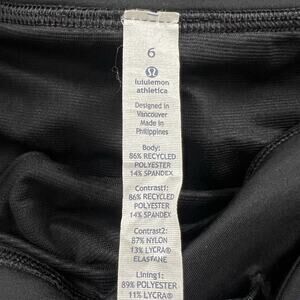 6
lululemon
athletica
Designed in
Vancouver
Made in
Philippines
Body:
86% RECYCLED
POLYESTER
14% SPANDEX
Contrast1:
86% RECYCLED
POLYESTER
14% SPANDEX
Contrast2:
87% NYLON
13% LYCRA®
ELASTANE
Lining1:
89% POLYESTER
11% LYCRA®